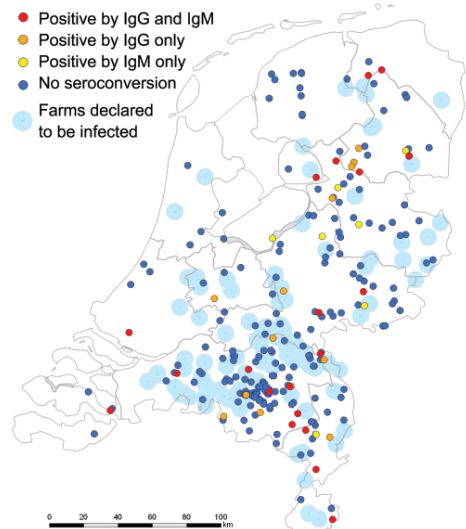 Positive by IgG and IgM
Positive by IgG only
Positive by IgM only
No seroconversion
Farms declared
to be infected
0 20 40 60 80 100
km